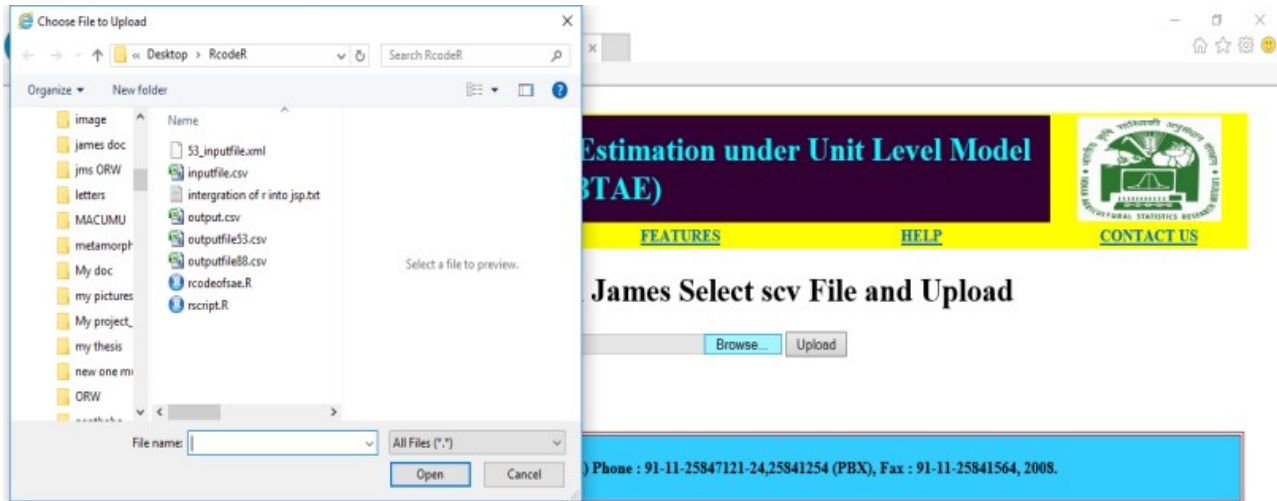 Choose File to Upload
« Desktop › RcodeR
Search RcodeR
Organize
New folder
image
james doc
jms ORW
letters
MACUMU
metamorph
My doc
my pictures
My project_
my thesis
new one m
ORW
Name
53_inputfile.xml
inputfile.csv
intergration of r into jsp.txt
output.csv
outputfile53.csv
outputfile88.csv
rcodeofsae.R
rscript.R
Select a file to preview.
File name:
All Files (*.*)
Open
Cancel
Estimation under Unit Level Model
BTAE)
FEATURES
HELP
CONTACT US
James Select scv File and Upload
Browse...
Upload
) Phone : 91-11-25847121-24,25841254 (PBX), Fax : 91-11-25841564, 2008.